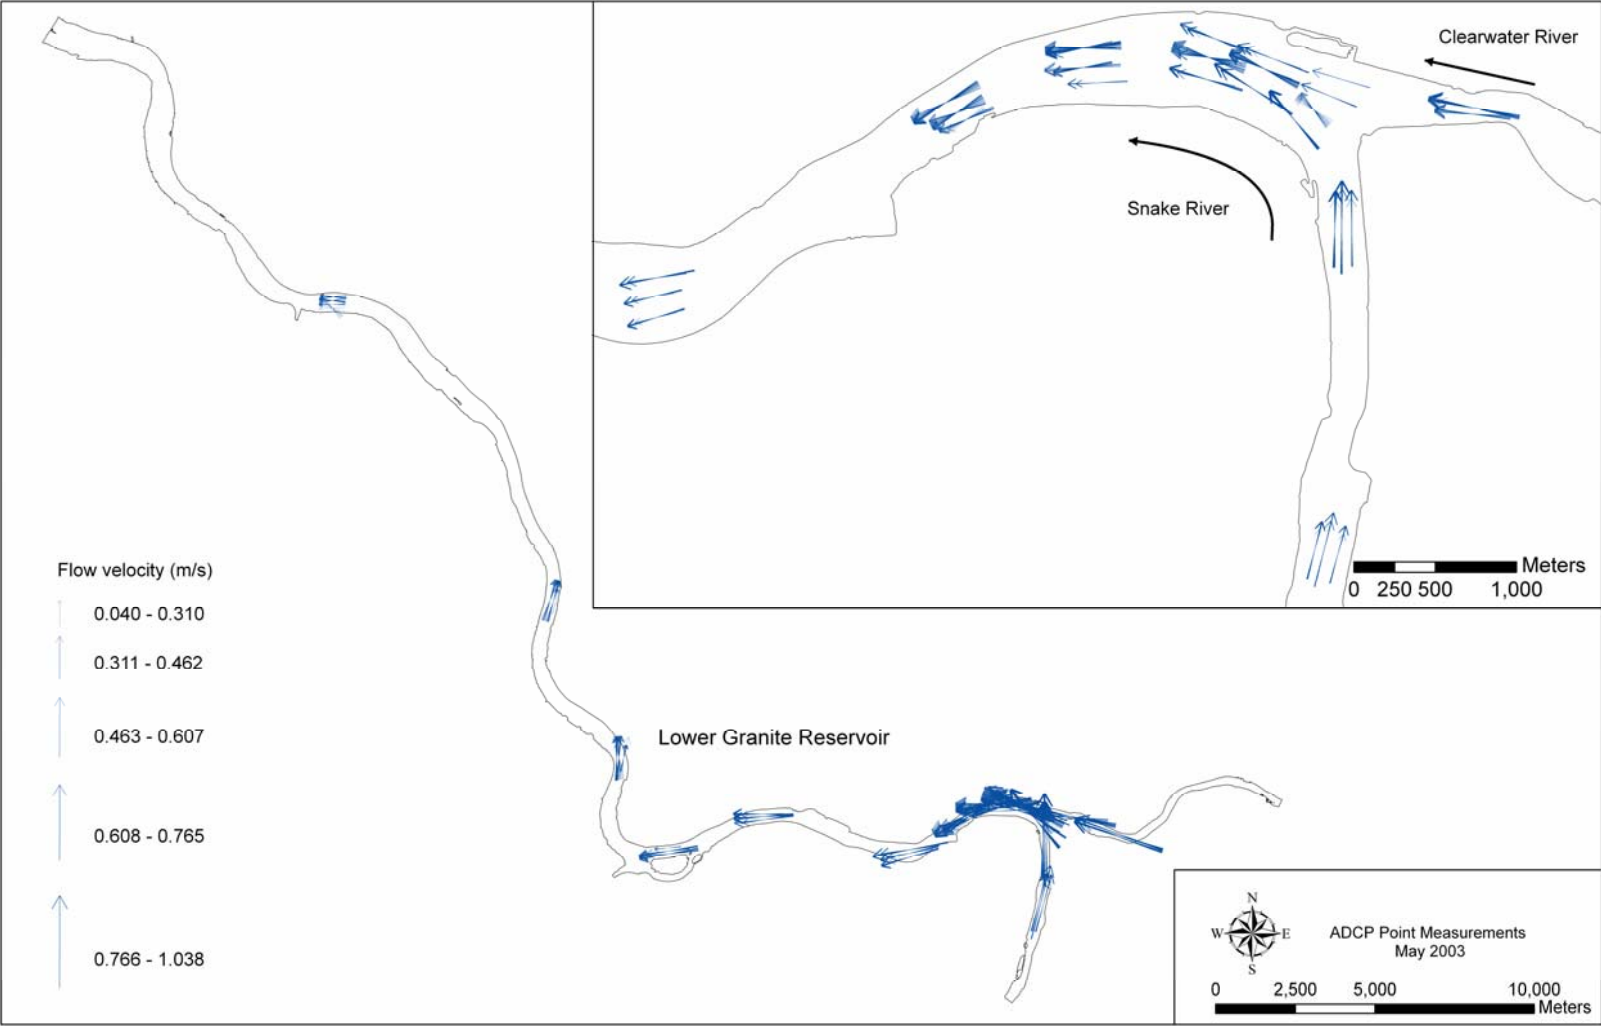 Clearwater River
Snake River
Meters
0 250 500 1,000
Flow velocity (m/s)
0.040 - 0.310
0.311 - 0.462
0.463 - 0.607
0.608 - 0.765
0.766 - 1.038
Lower Granite Reservoir
N
W E
S
ADCP Point Measurements
May 2003
0 2,500 5,000 10,000
Meters